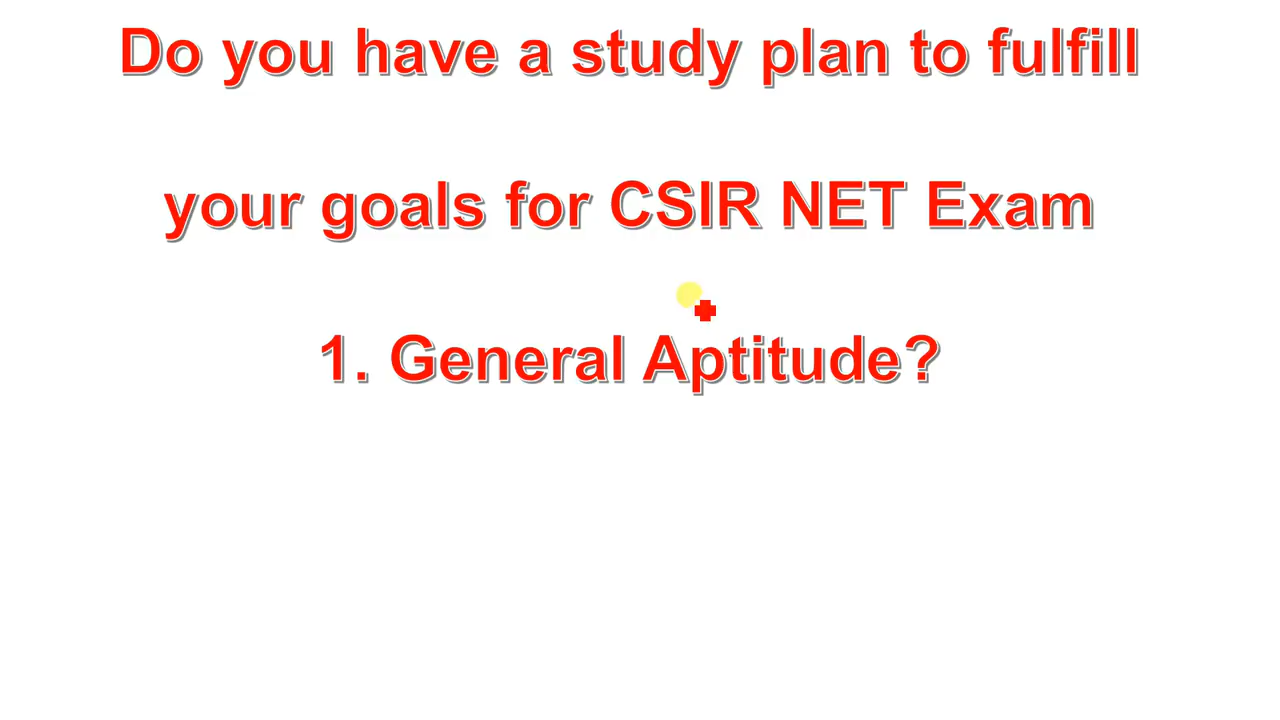 Do you have a study plan to fulfill
your goals for CSIR NET Exam
1. General Aptitude?